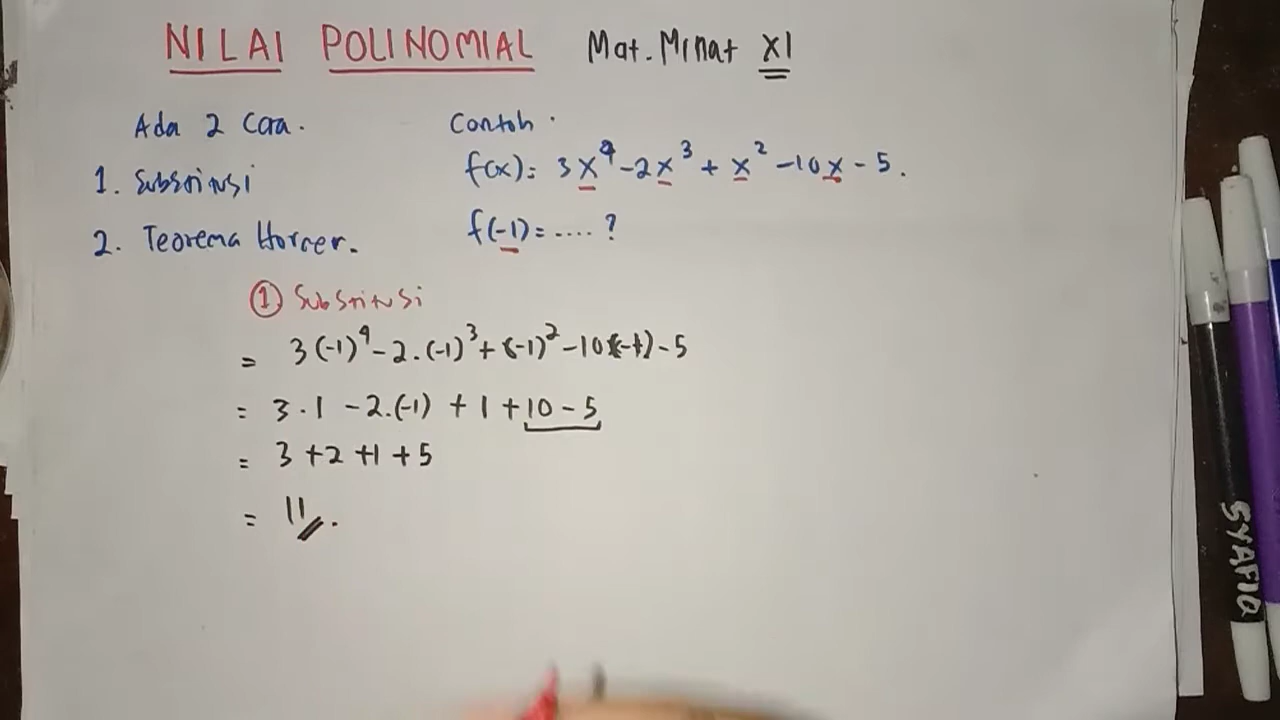 NILAI POLINOMIAL Mat. Minat XI
Ada 2 Cara.
1. Substitusi
2. Teorema Horner.
Contoh.
f(x) = 3x⁴ - 2x³ + x² - 10x - 5.
f(-1) = .... ?
① Substitusi
= 3(-1)⁴ - 2.(-1)³ + (-1)² - 10(-1) - 5
= 3.1 - 2.(-1) + 1 + 10 - 5
= 3 + 2 + 1 + 5
= 11//.
SYAFIQ